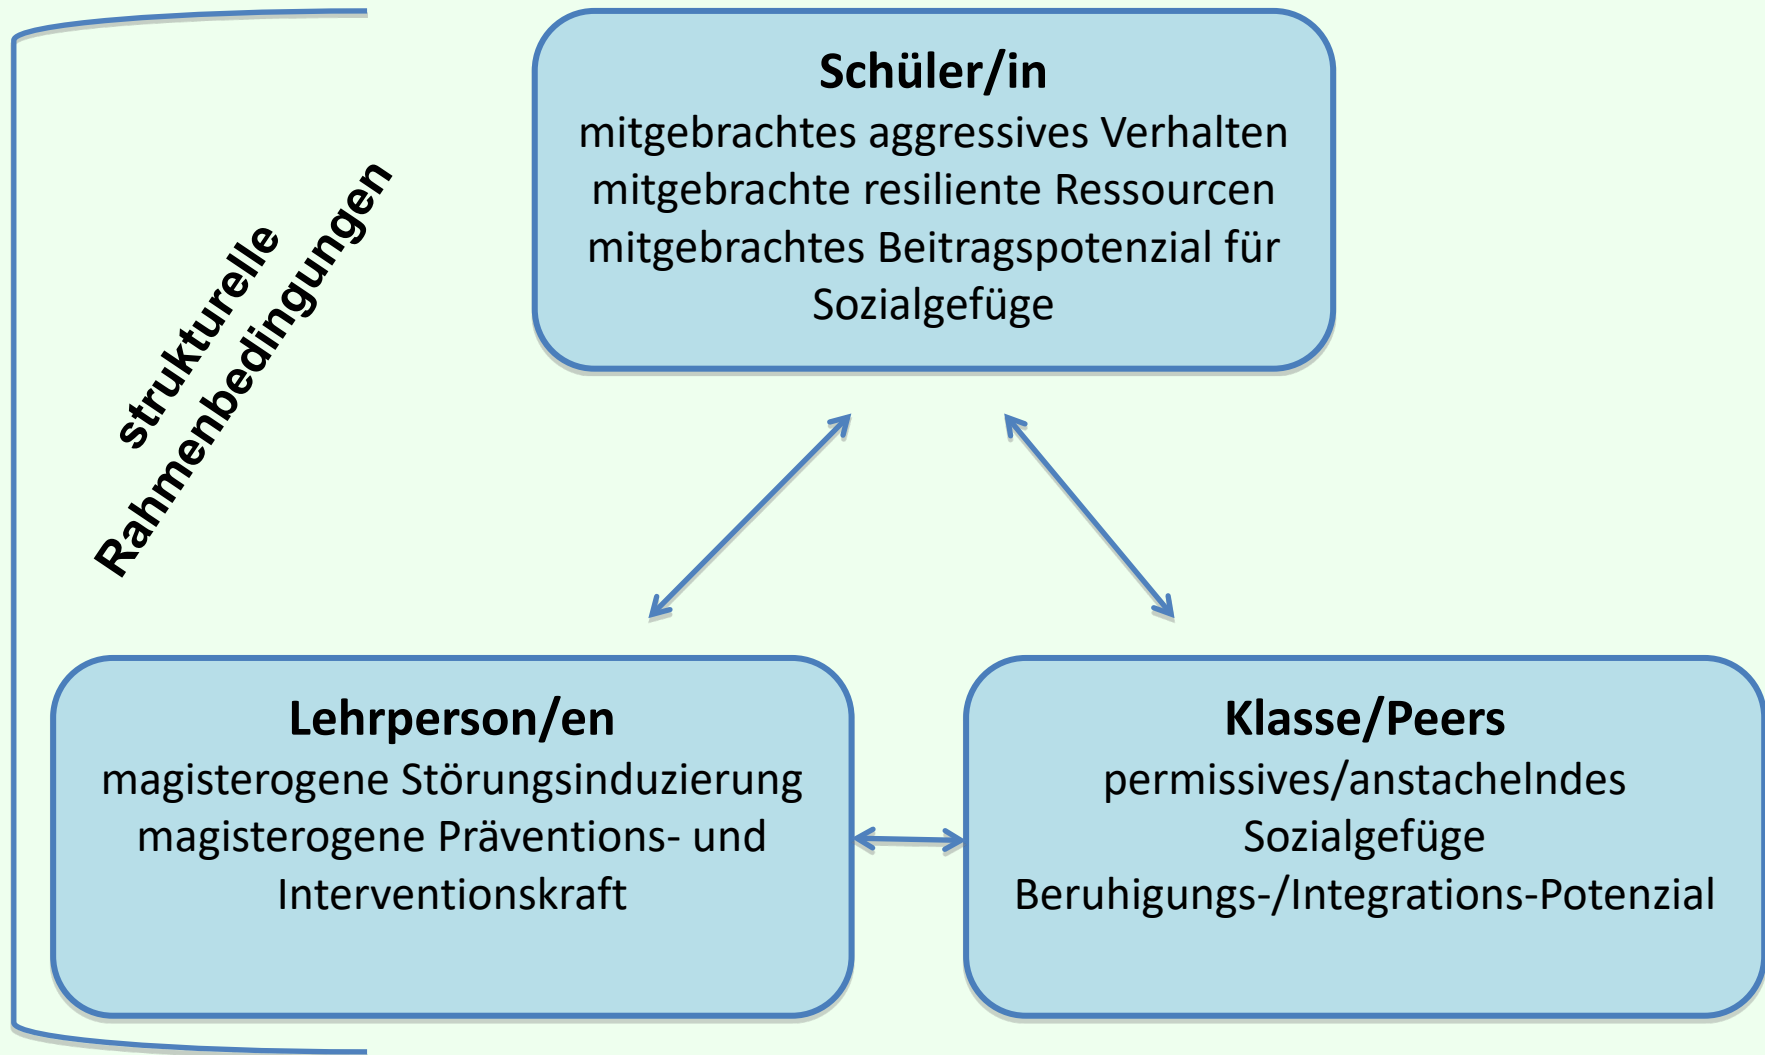 Schüler/in
mitgebrachtes aggressives Verhalten
mitgebrachte resiliente Ressourcen
mitgebrachtes Beitragspotenzial für
Sozialgefüge
strukturelle
Rahmenbedingungen
Lehrperson/en
magisterogene Störungsinduzierung
magisterogene Präventions- und
Interventionskraft
Klasse/Peers
permissives/anstachelndes
Sozialgefüge
Beruhigungs-/Integrations-Potenzial